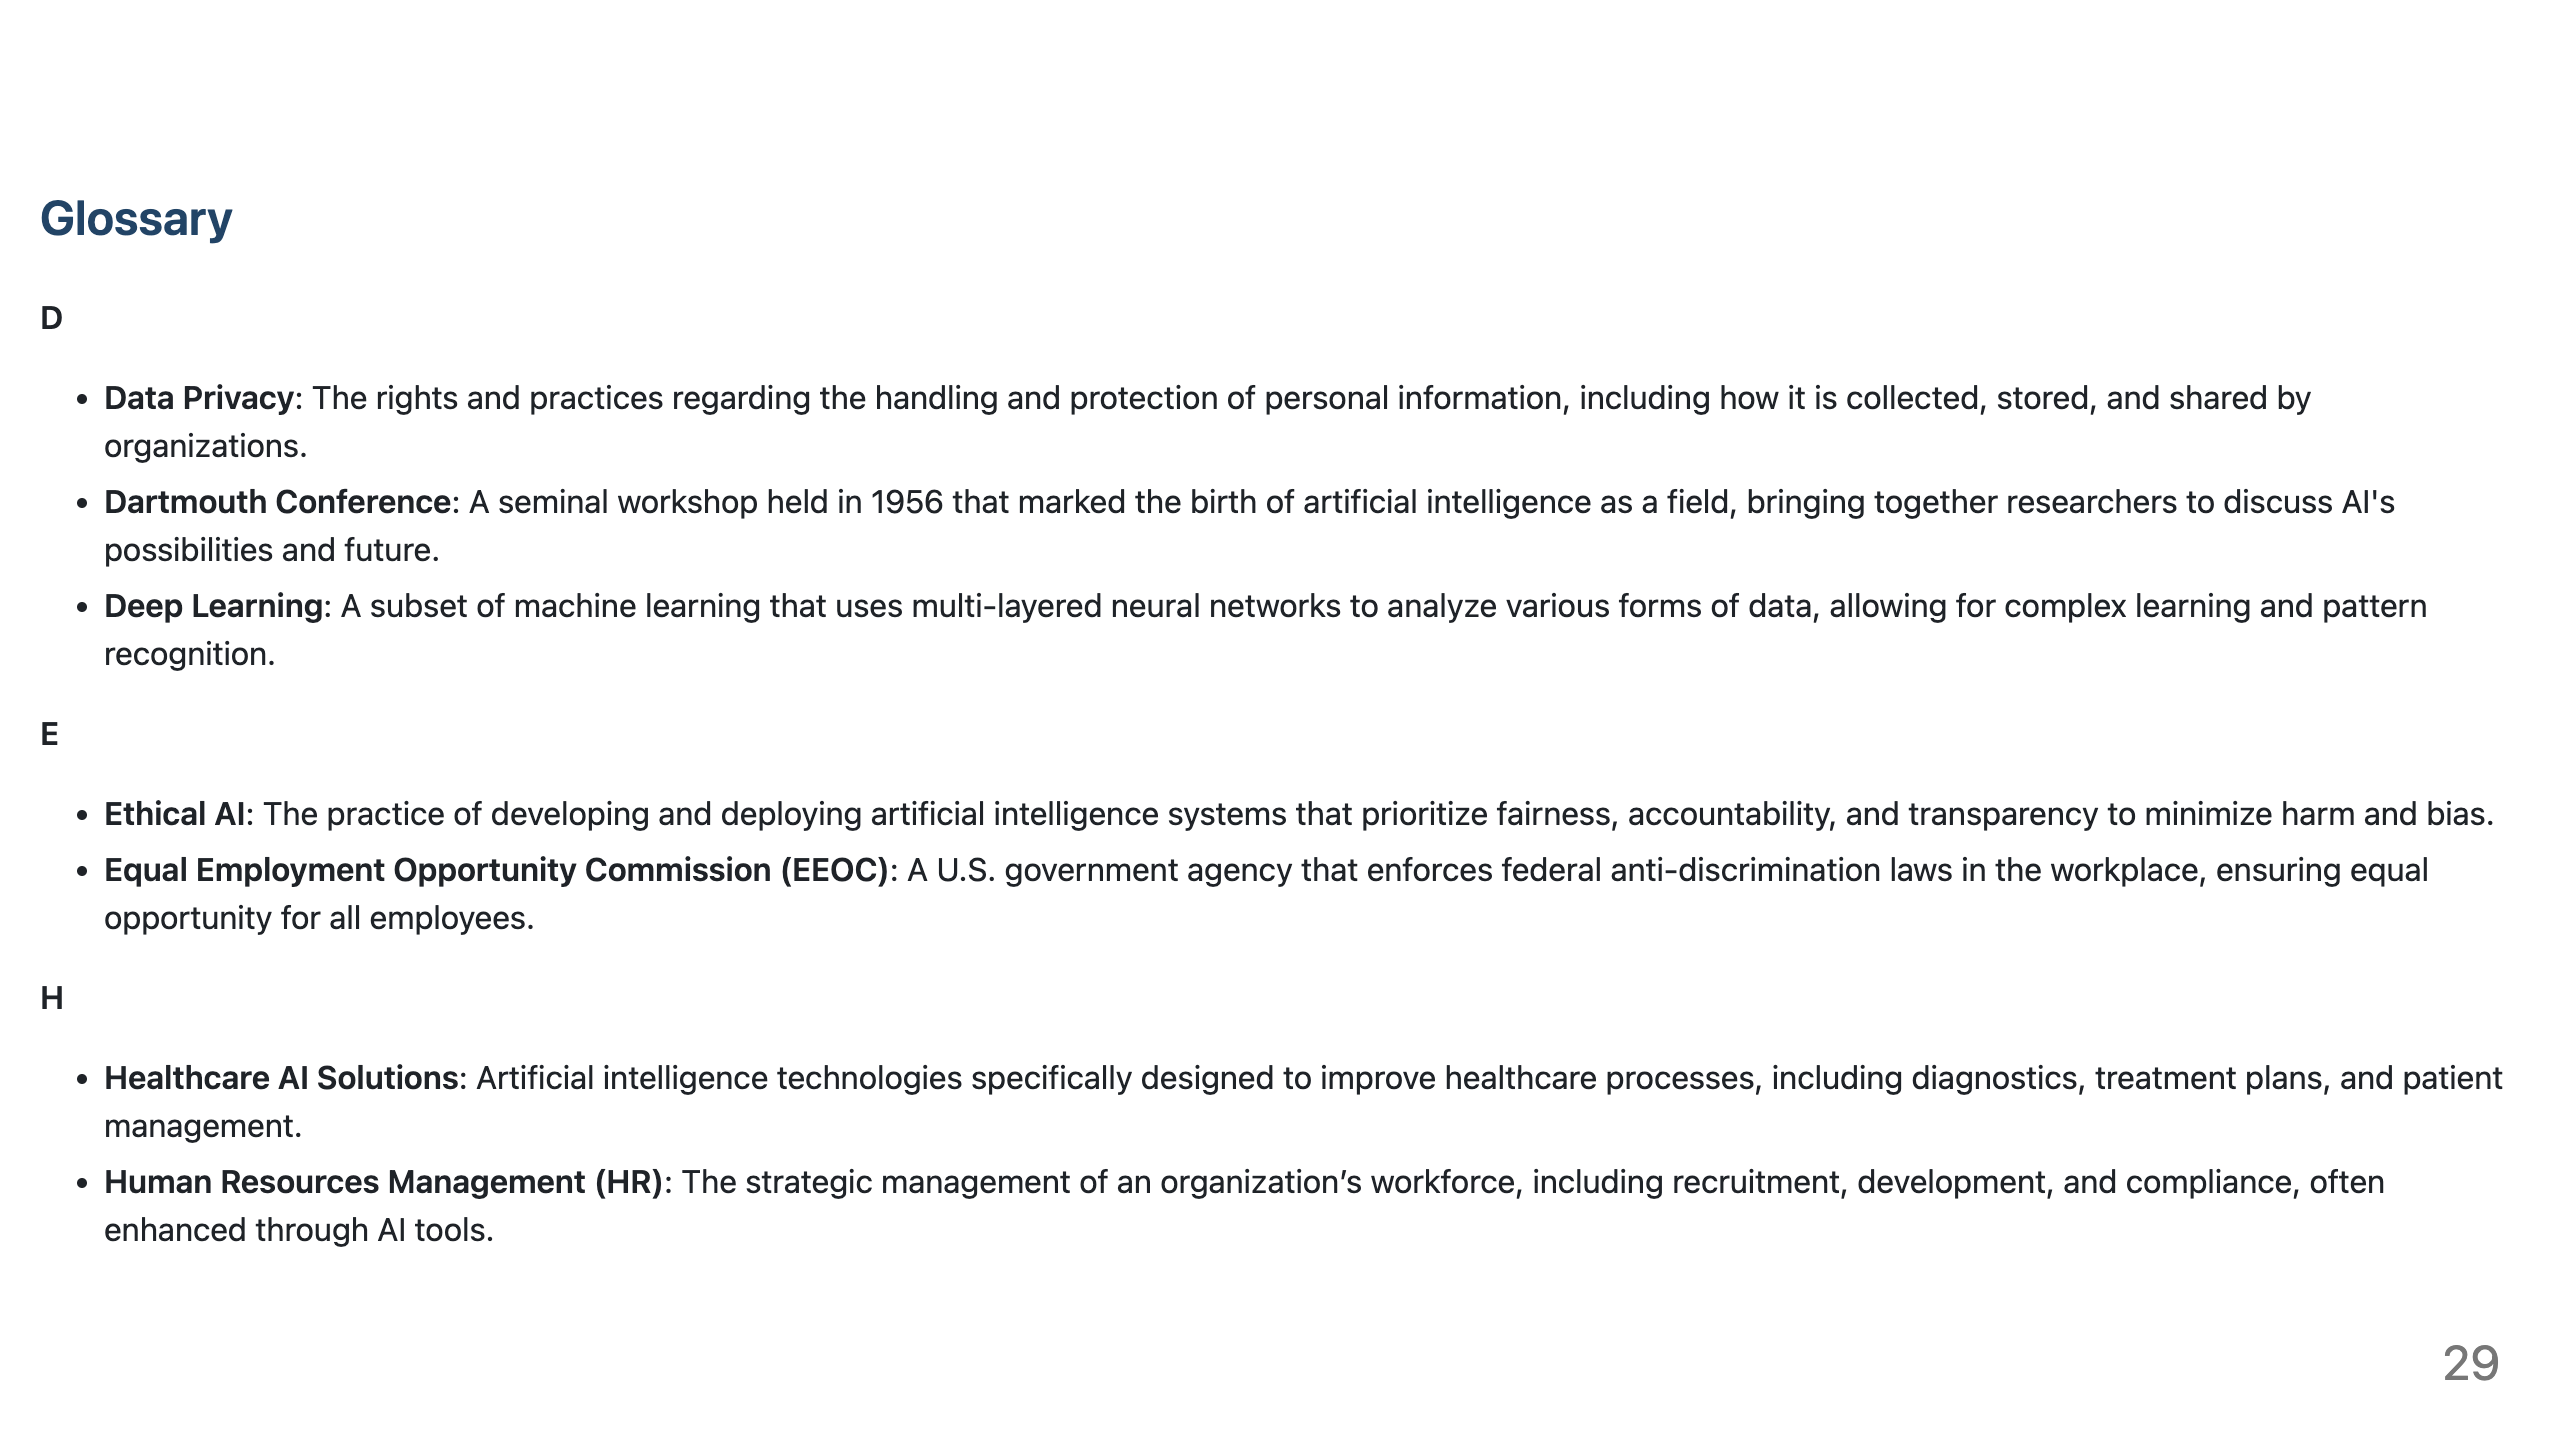 Glossary
D
• Data Privacy: The rights and practices regarding the handling and protection of personal information, including how it is collected, stored, and shared by
organizations.
• Dartmouth Conference: A seminal workshop held in 1956 that marked the birth of artificial intelligence as a field, bringing together researchers to discuss AI's
possibilities and future.
• Deep Learning: A subset of machine learning that uses multi-layered neural networks to analyze various forms of data, allowing for complex learning and pattern
recognition.
E
• Ethical AI: The practice of developing and deploying artificial intelligence systems that prioritize fairness, accountability, and transparency to minimize harm and bias.
• Equal Employment Opportunity Commission (EEOC): A U.S. government agency that enforces federal anti-discrimination laws in the workplace, ensuring equal
opportunity for all employees.
H
• Healthcare AI Solutions: Artificial intelligence technologies specifically designed to improve healthcare processes, including diagnostics, treatment plans, and patient
management.
• Human Resources Management (HR): The strategic management of an organization’s workforce, including recruitment, development, and compliance, often
enhanced through AI tools.
29